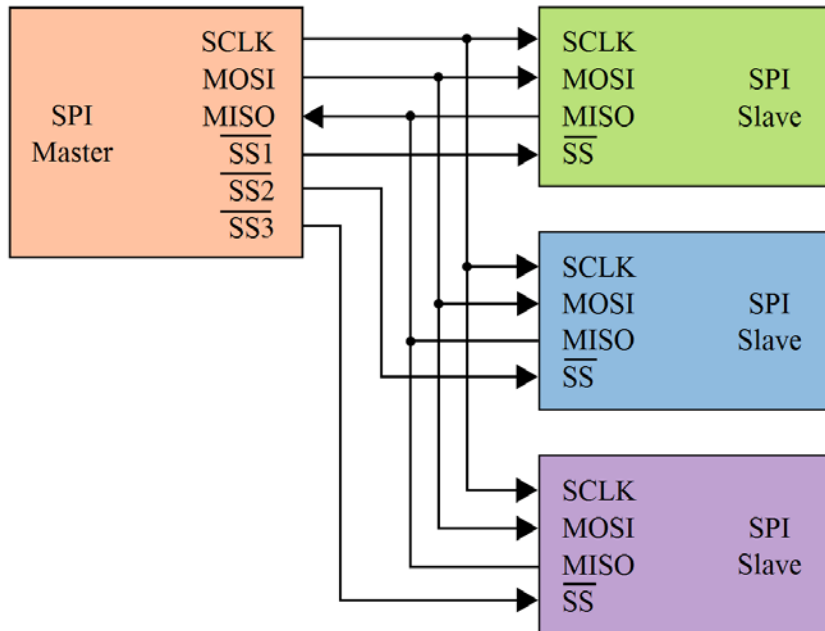 SCLK
MOSI
MISO
SS1
SS2
SS3
SPI
Master
SCLK
MOSI
MISO
SS
SPI
Slave
SCLK
MOSI
MISO
SS
SPI
Slave
SCLK
MOSI
MISO
SS
SPI
Slave